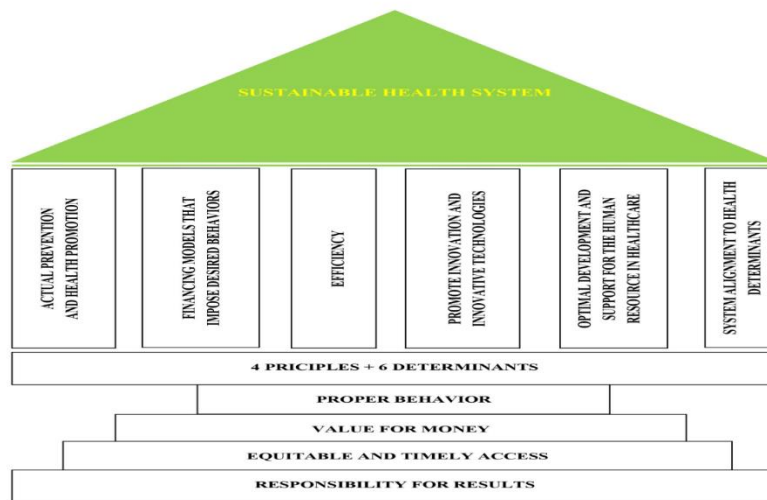 SUSTAINABLE HEALTH SYSTEM
ACTUAL PREVENTION
AND HEALTH PROMOTION
FINANCING MODELS THAT
IMPOSE DESIRED BEHAVIORS
EFFICIENCY
PROMOTE INNOVATION AND
INNOVATIVE TECHNOLOGIES
OPTIMAL DEVELOPMENT AND
SUPPORT FOR THE HUMAN
RESOURCE IN HEALTHCARE
SYSTEM ALIGNMENT TO HEALTH
DETERMINANTS
4 PRICIPLES + 6 DETERMINANTS
PROPER BEHAVIOR
VALUE FOR MONEY
EQUITABLE AND TIMELY ACCESS
RESPONSIBILITY FOR RESULTS